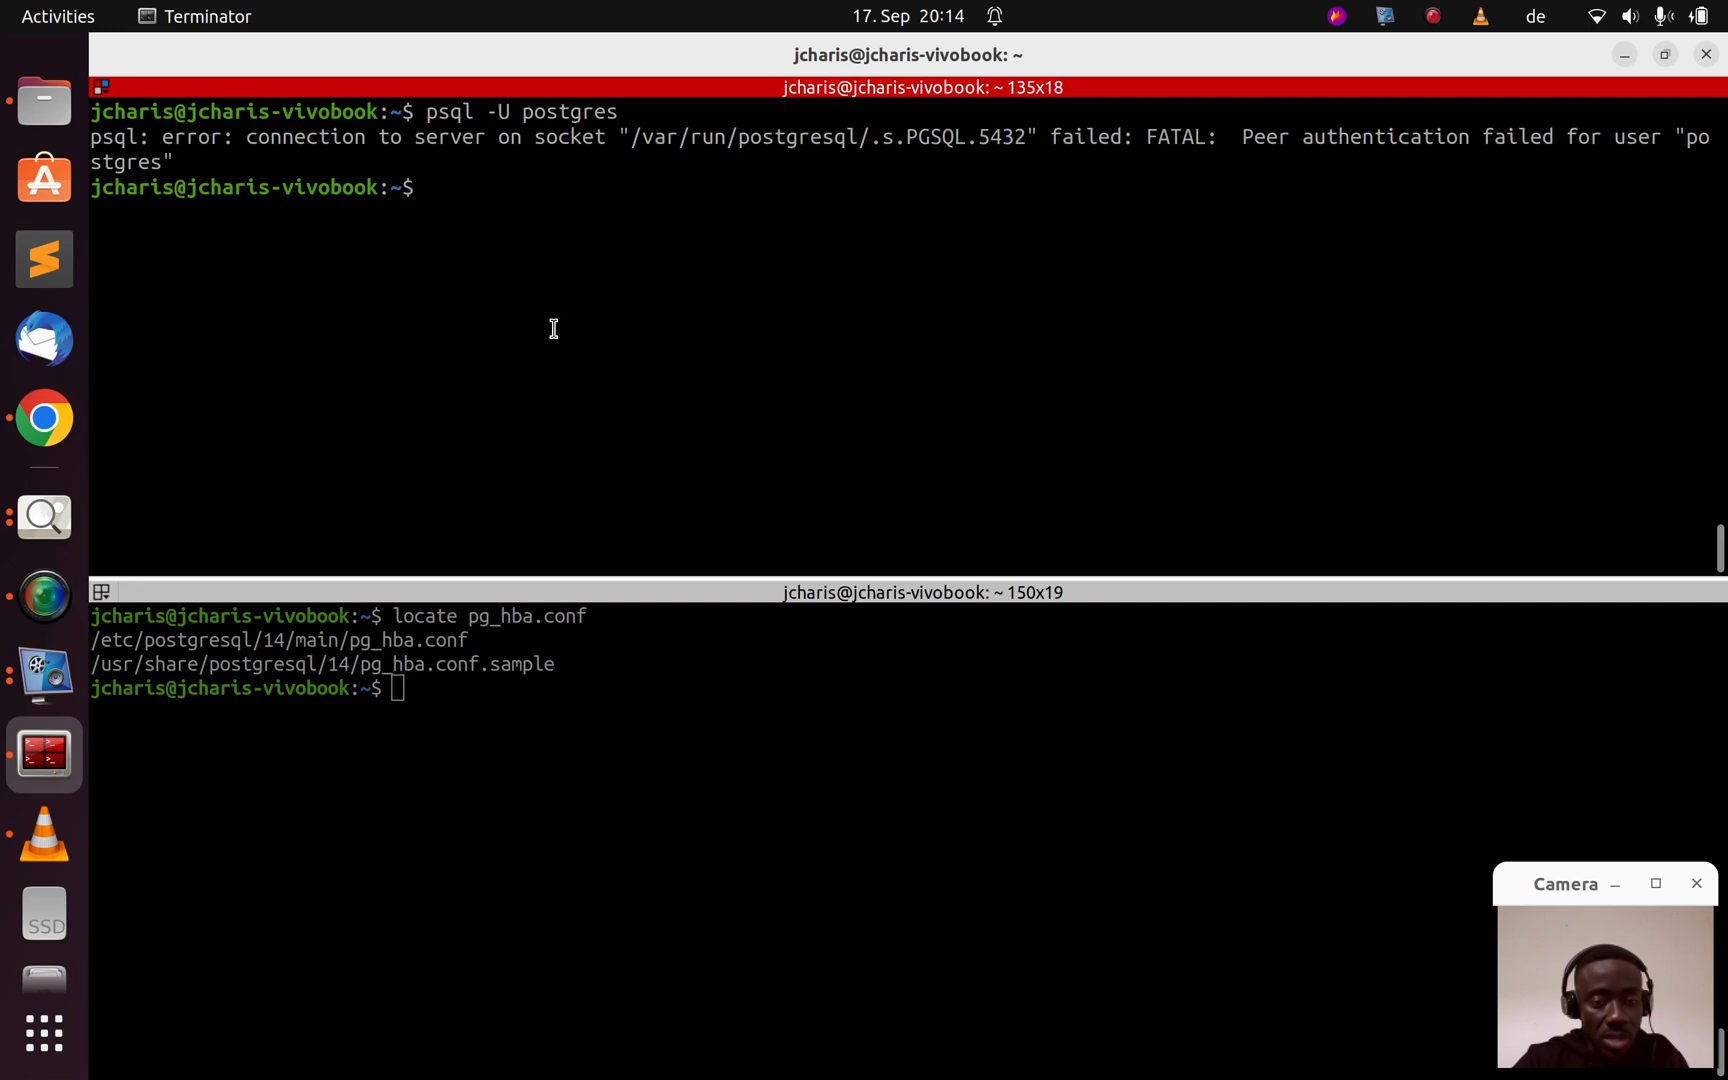 Activities
Terminator
17. Sep 20:14
de
jcharis@jcharis-vivobook: ~
jcharis@jcharis-vivobook: ~ 135x18
jcharis@jcharis-vivobook:~$ psql -U postgres
psql: error: connection to server on socket "/var/run/postgresql/.s.PGSQL.5432" failed: FATAL:  Peer authentication failed for user "po
stgres"
jcharis@jcharis-vivobook:~$
jcharis@jcharis-vivobook: ~ 150x19
jcharis@jcharis-vivobook:~$ locate pg_hba.conf
/etc/postgresql/14/main/pg_hba.conf
/usr/share/postgresql/14/pg_hba.conf.sample
jcharis@jcharis-vivobook:~$
Camera
SSD